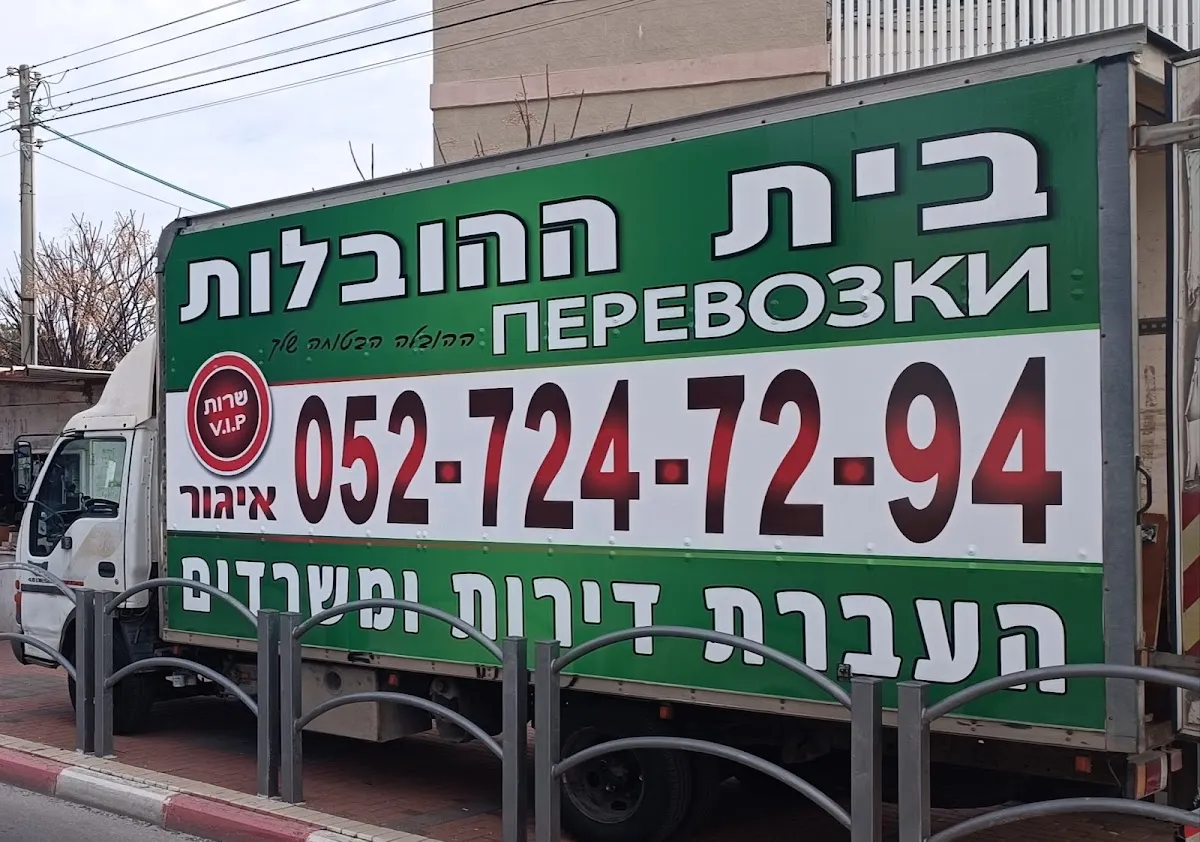 בית ההובלות
ПЕРЕВОЗКИ
ההובלה הבטוחה שלך
שרות
V.I.P
איגור
052-724-72-94
העברת דירות ומשרדים